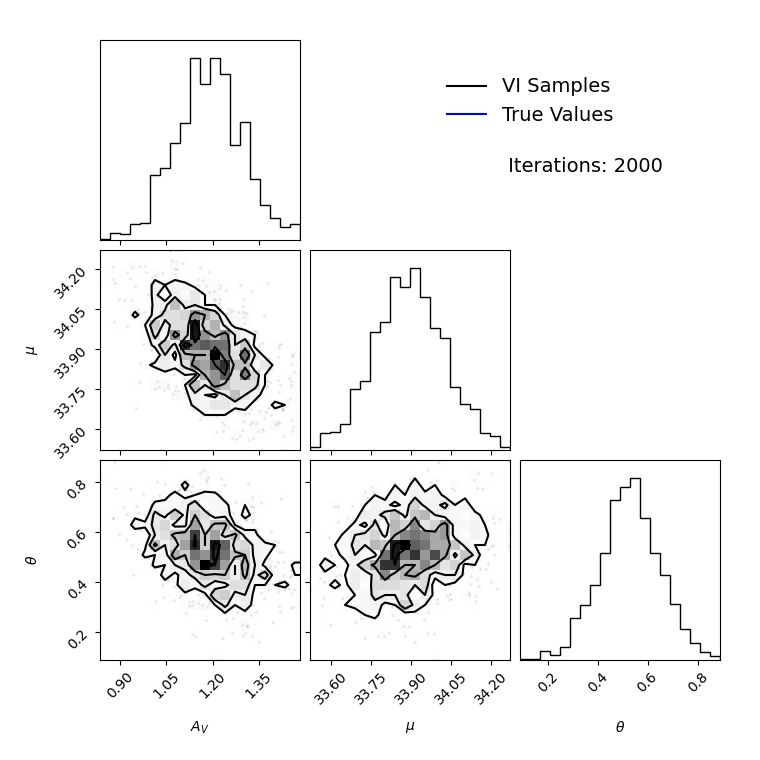 VI Samples
True Values
Iterations: 2000
34.20
34.05
33.90
33.75
33.60
μ
0.8
0.6
0.4
0.2
θ
0.90 1.05 1.20 1.35
A_V
33.60 33.75 33.90 34.05 34.20
μ
0.2 0.4 0.6 0.8
θ